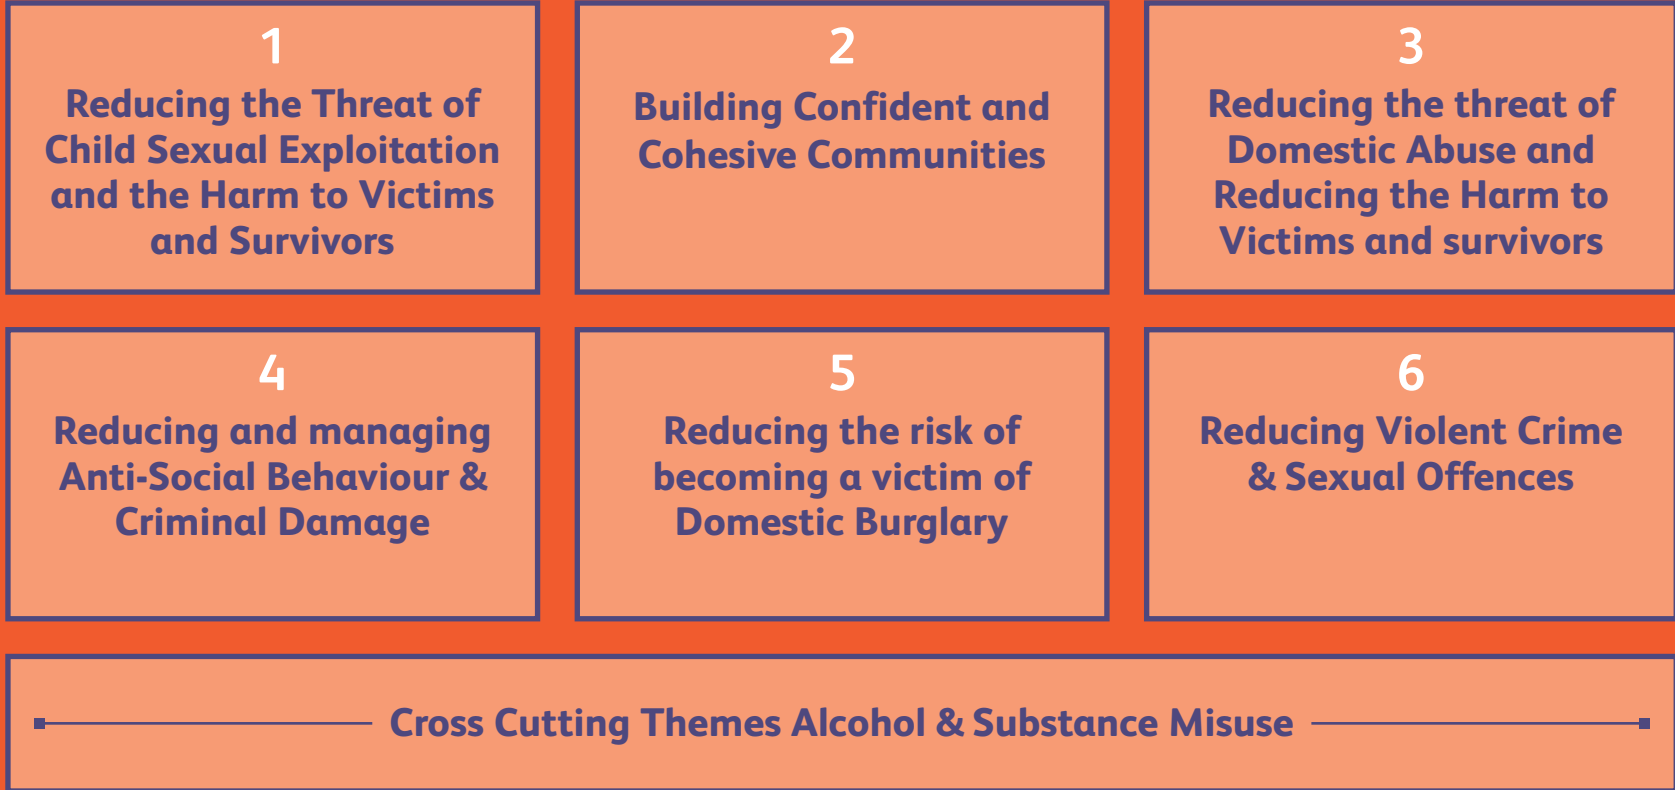 1
Reducing the Threat of
Child Sexual Exploitation
and the Harm to Victims
and Survivors
2
Building Confident and
Cohesive Communities
3
Reducing the threat of
Domestic Abuse and
Reducing the Harm to
Victims and survivors
4
Reducing and managing
Anti-Social Behaviour &
Criminal Damage
5
Reducing the risk of
becoming a victim of
Domestic Burglary
6
Reducing Violent Crime
& Sexual Offences
Cross Cutting Themes Alcohol & Substance Misuse